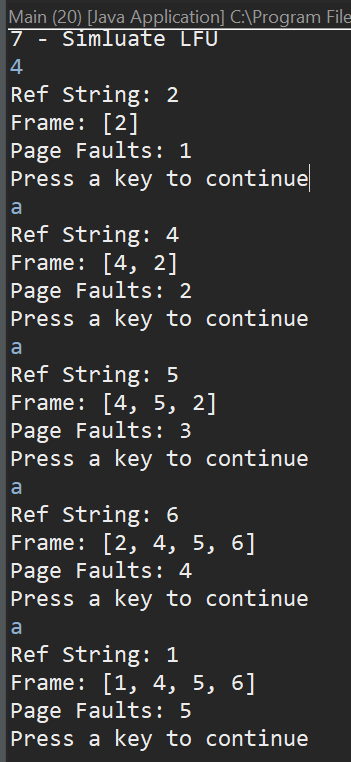 Main (20) [Java Application] C:\Program File
7 - Simluate LFU
4
Ref String: 2
Frame: [2]
Page Faults: 1
Press a key to continue
a
Ref String: 4
Frame: [4, 2]
Page Faults: 2
Press a key to continue
a
Ref String: 5
Frame: [4, 5, 2]
Page Faults: 3
Press a key to continue
a
Ref String: 6
Frame: [2, 4, 5, 6]
Page Faults: 4
Press a key to continue
a
Ref String: 1
Frame: [1, 4, 5, 6]
Page Faults: 5
Press a key to continue